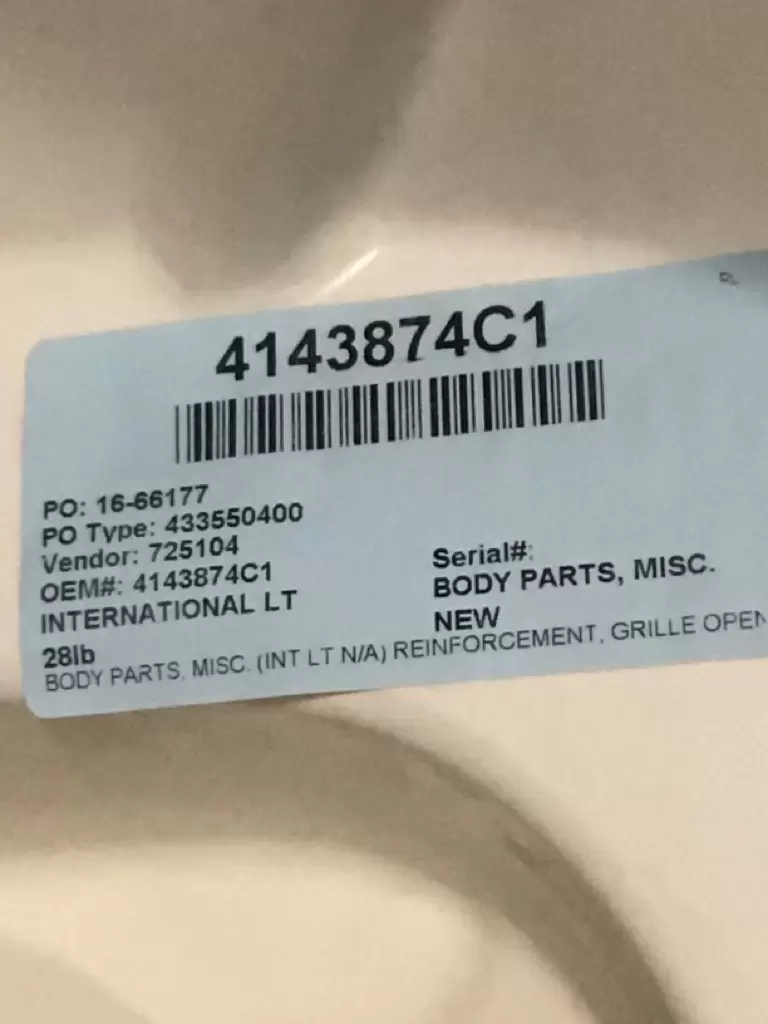 4143874C1
PO: 16-66177
PO Type: 433550400
Vendor: 725104
OEM#: 4143874C1
INTERNATIONAL LT
28lb
Serial#:
BODY PARTS, MISC.
NEW
BODY PARTS, MISC. (INT LT N/A) REINFORCEMENT, GRILLE OPEN